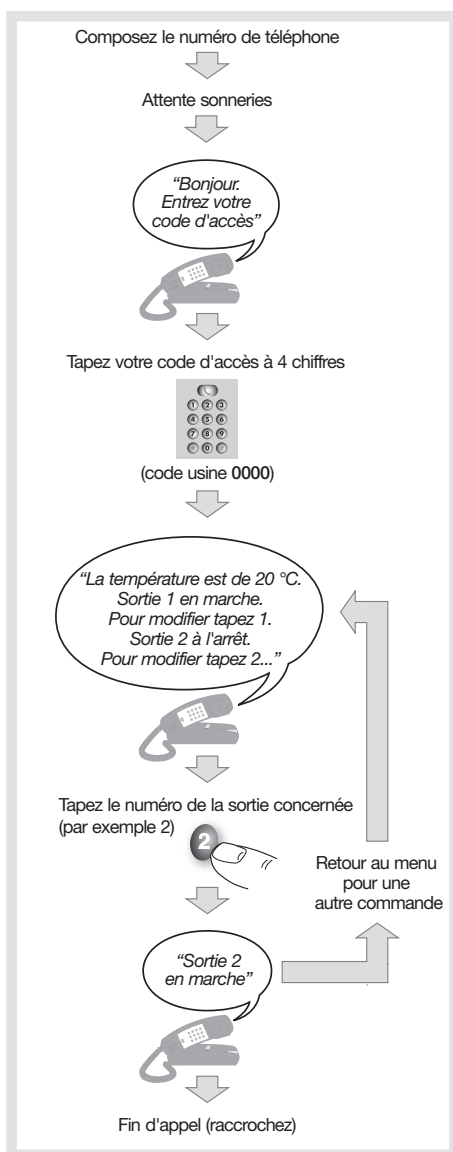 Composez le numéro de téléphone
Attente sonneries
“Bonjour.
Entrez votre
code d'accès”
Tapez votre code d'accès à 4 chiffres
1 2 3
4 5 6
7 8 9
0
(code usine 0000)
“La température est de 20 °C.
Sortie 1 en marche.
Pour modifier tapez 1.
Sortie 2 à l'arrêt.
Pour modifier tapez 2...”
Tapez le numéro de la sortie concernée
(par exemple 2)
2
Retour au menu
pour une
autre commande
“Sortie 2
en marche”
Fin d'appel (raccrochez)